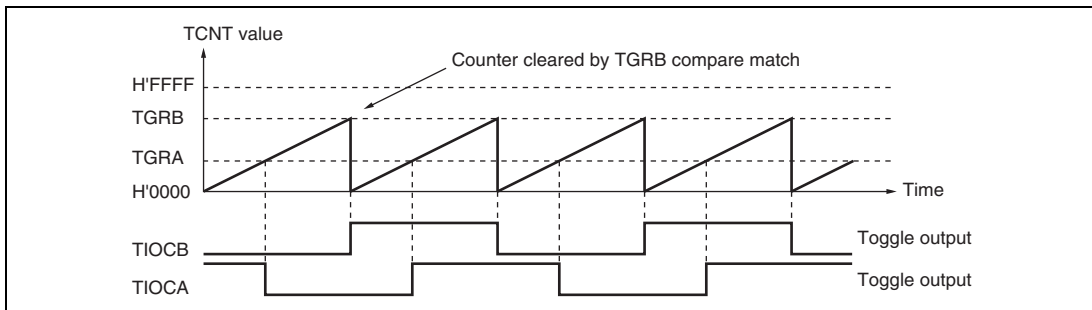 TCNT value
Counter cleared by TGRB compare match
H'FFFF
TGRB
TGRA
H'0000
Time
TIOCB
Toggle output
TIOCA
Toggle output